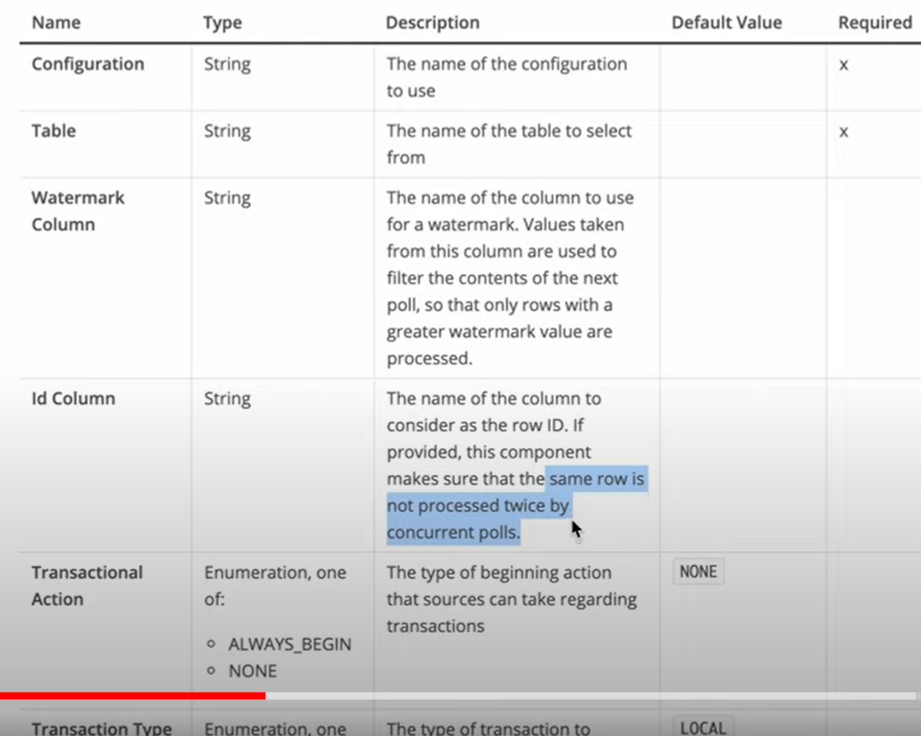 Name Type Description Default Value Required
Configuration String The name of the configuration x
to use
Table String The name of the table to select x
from
Watermark String The name of the column to use
Column for a watermark. Values taken
from this column are used to
filter the contents of the next
poll, so that only rows with a
greater watermark value are
processed.
Id Column String The name of the column to
consider as the row ID. If
provided, this component
makes sure that the same row is
not processed twice by
concurrent polls.
Transactional Enumeration, one The type of beginning action NONE
Action of: that sources can take regarding
transactions
ALWAYS_BEGIN
NONE
Transaction Type Enumeration, one The type of transaction to LOCAL